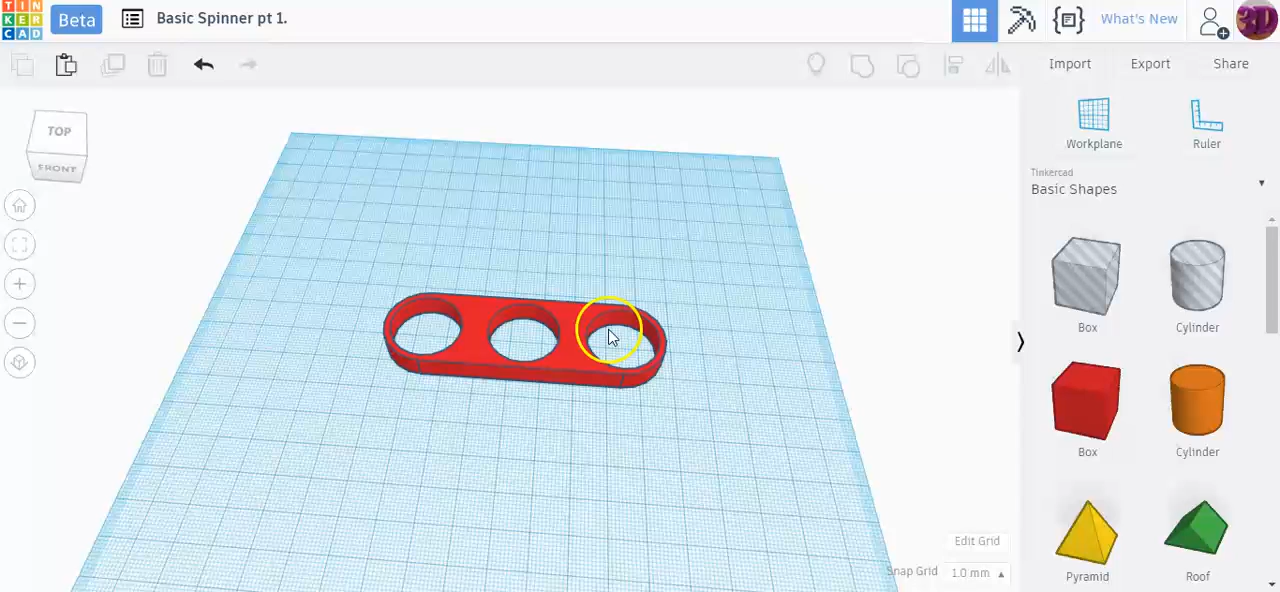 TIN
KER
CAD
Beta
Basic Spinner pt 1.
What's New
3D
Import
Export
Share
TOP
FRONT
Workplane
Ruler
Tinkercad
Basic Shapes
Box
Cylinder
Box
Cylinder
Pyramid
Roof
Edit Grid
Snap Grid 1.0 mm